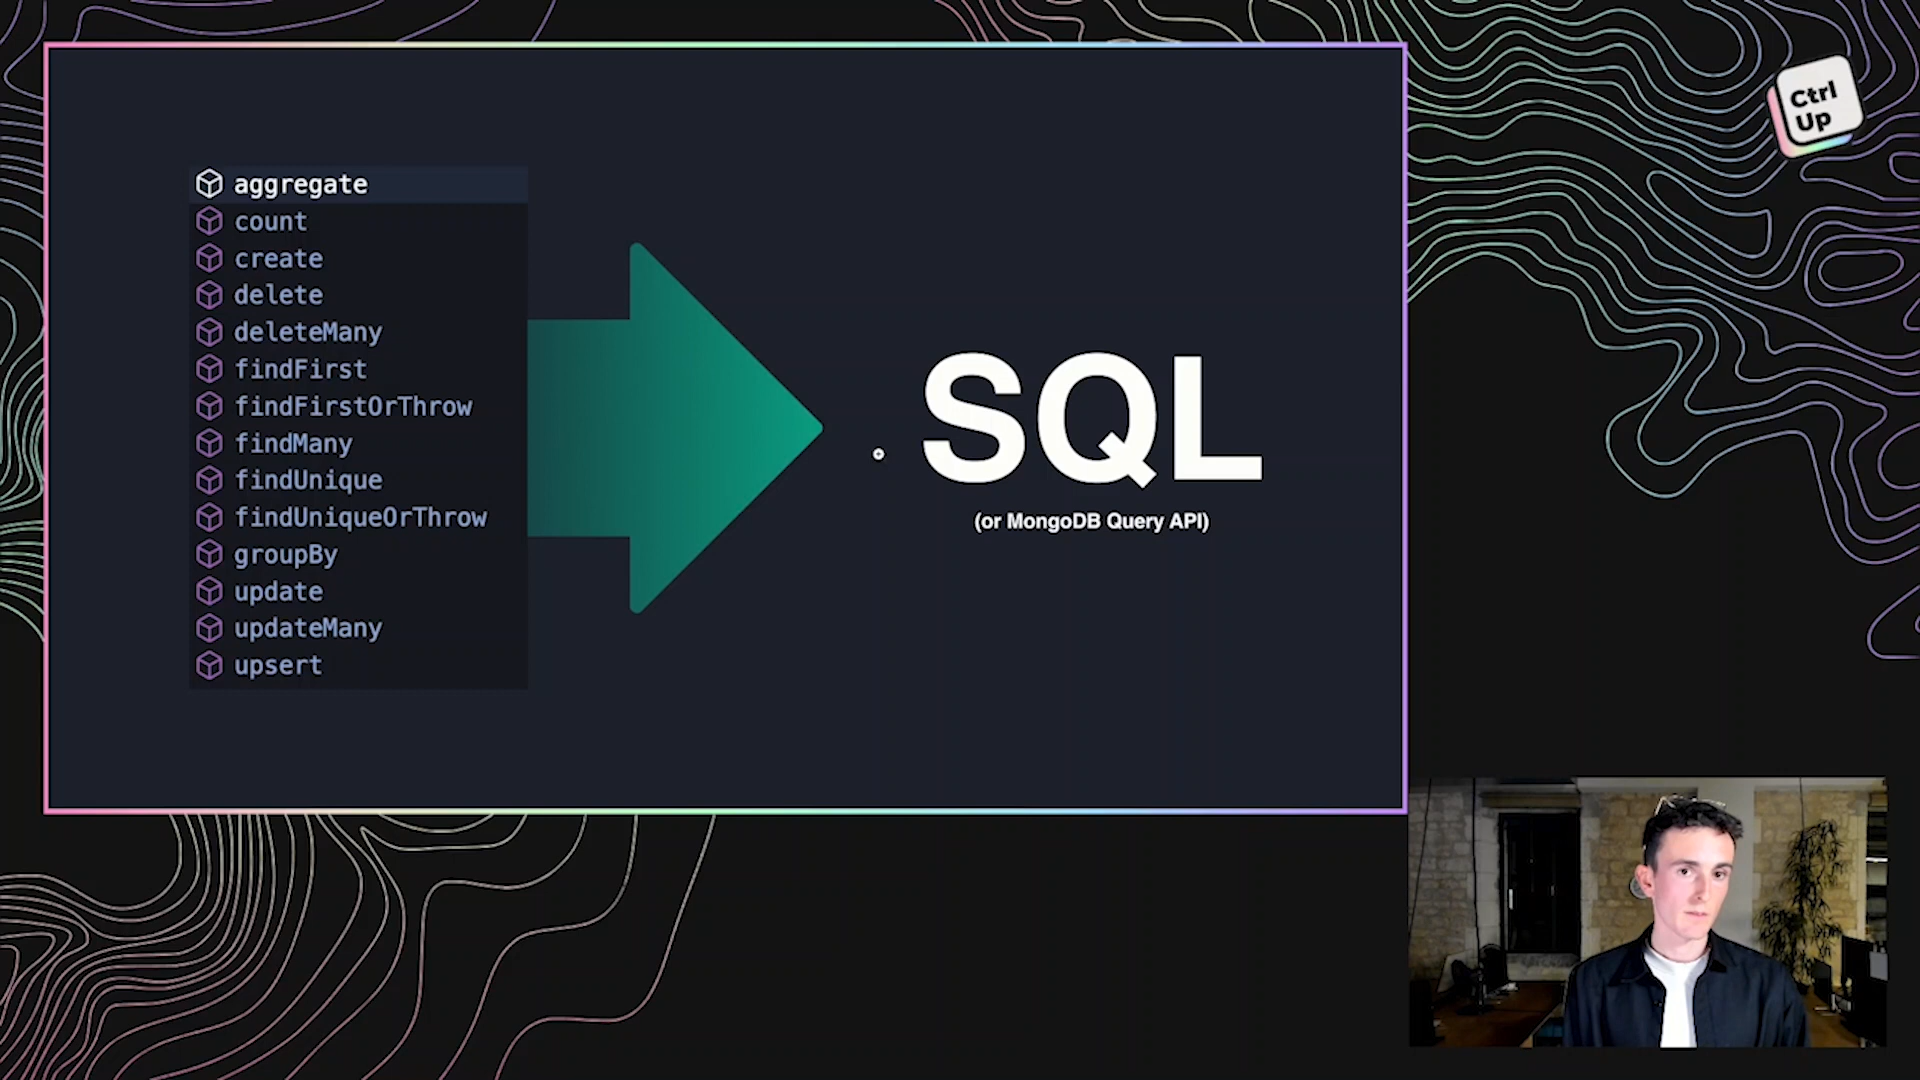 aggregate
count
create
delete
deleteMany
findFirst
findFirstOrThrow
findMany
findUnique
findUniqueOrThrow
groupBy
update
updateMany
upsert
SQL
(or MongoDB Query API)
Ctrl
Up